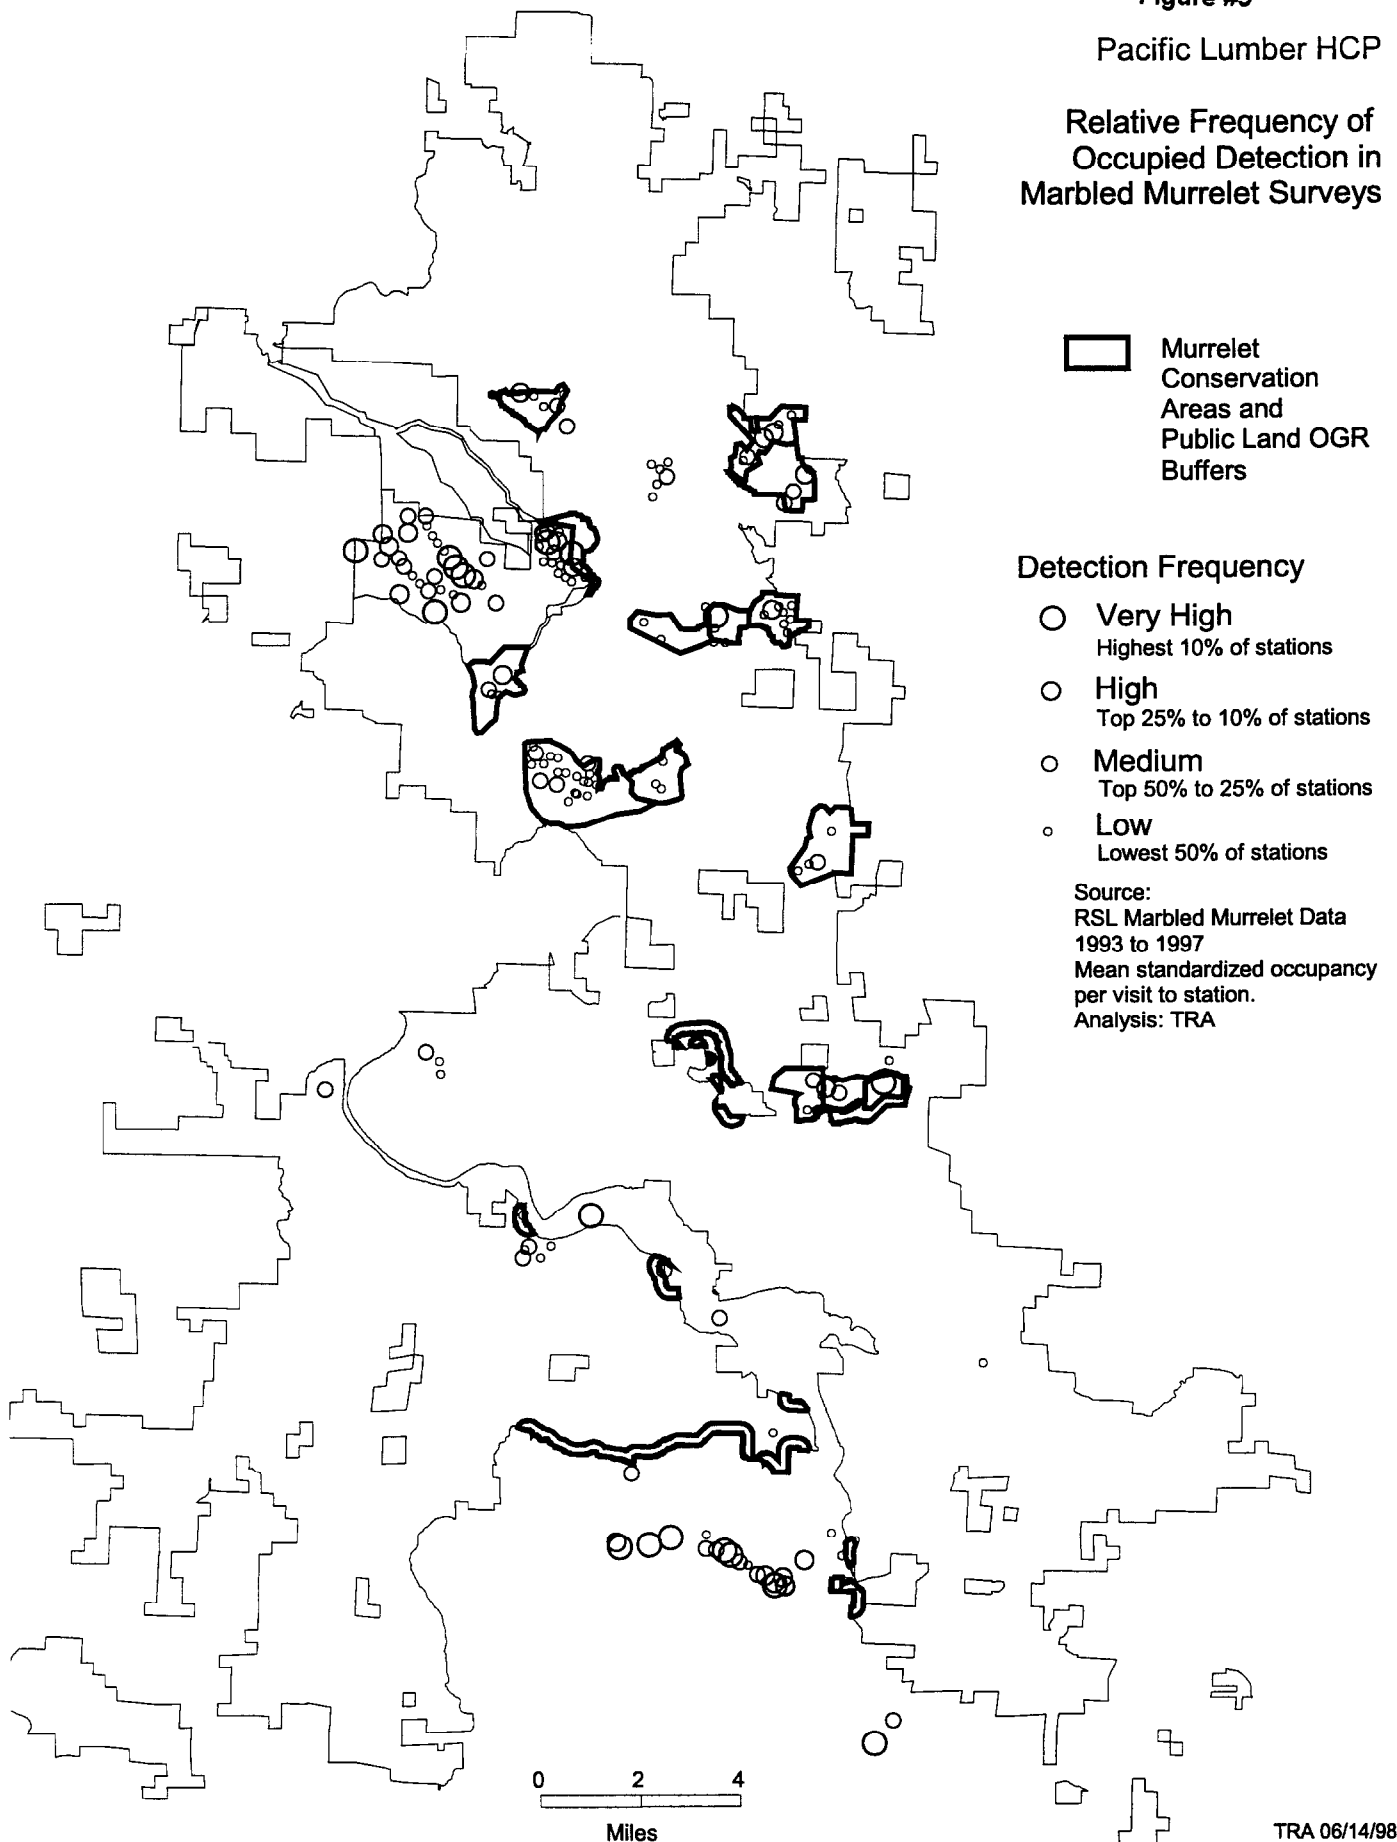 Figure #3
Pacific Lumber HCP
Relative Frequency of
Occupied Detection in
Marbled Murrelet Surveys
Murrelet
Conservation
Areas and
Public Land OGR
Buffers
Detection Frequency
Very High
Highest 10% of stations
High
Top 25% to 10% of stations
Medium
Top 50% to 25% of stations
Low
Lowest 50% of stations
Source:
RSL Marbled Murrelet Data
1993 to 1997
Mean standardized occupancy
per visit to station.
Analysis: TRA
0 2 4
Miles
TRA 06/14/98